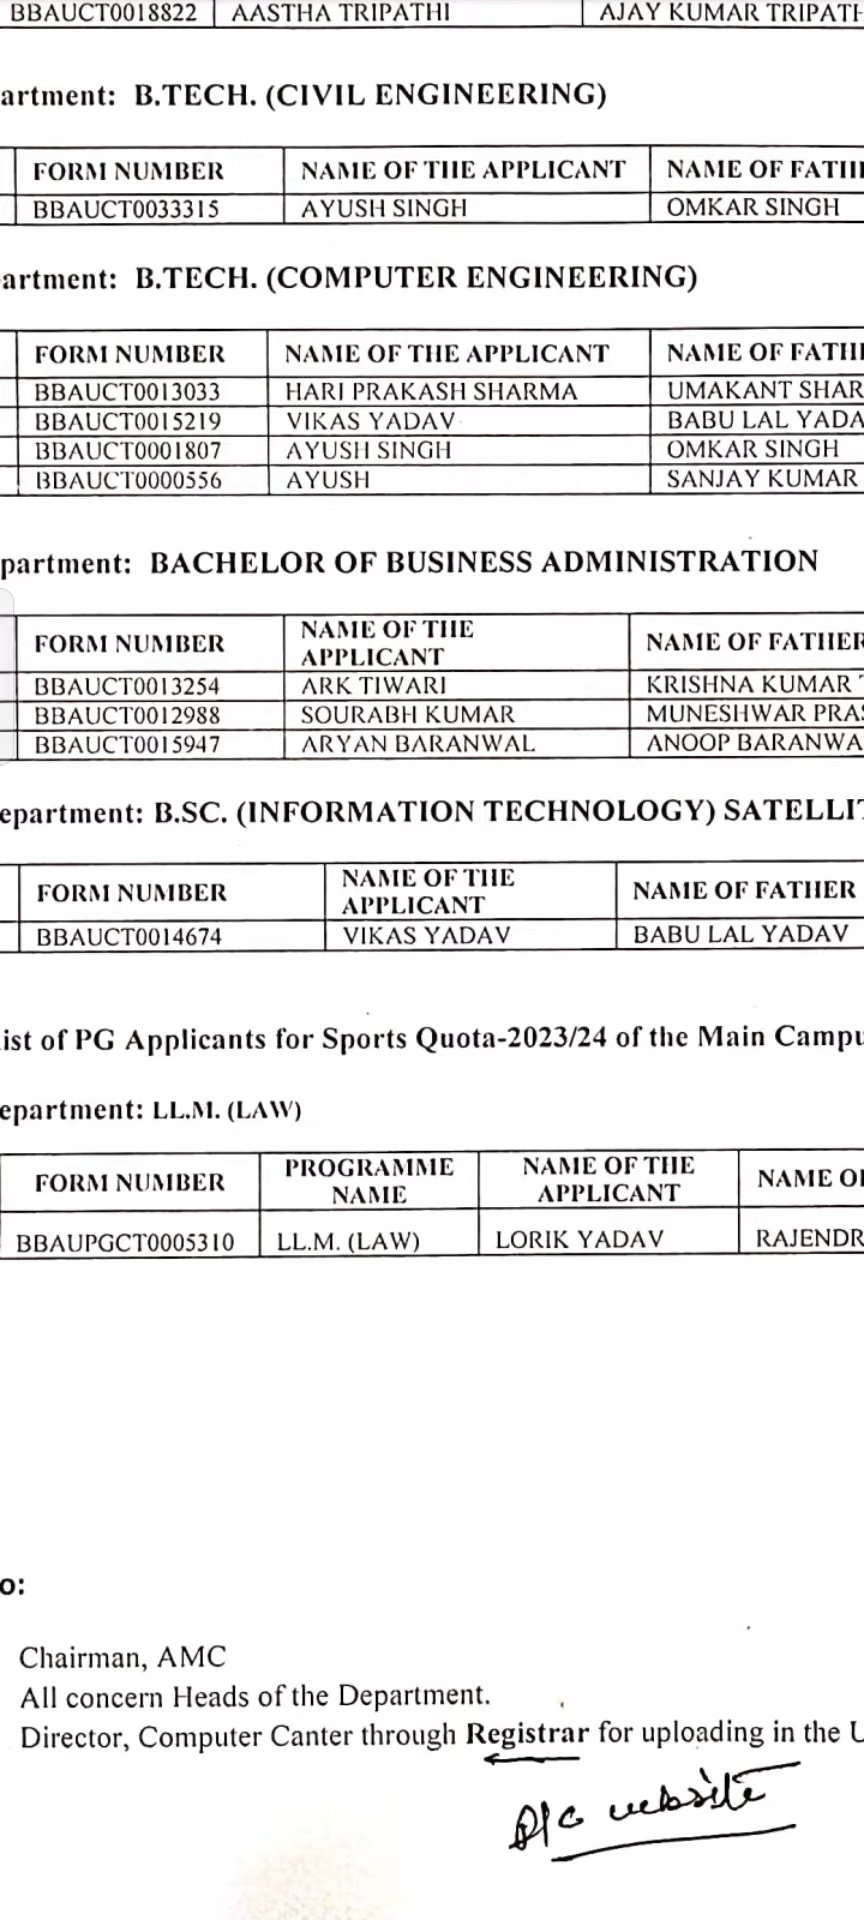 BBAUCT0018822 AASTHA TRIPATHI AJAY KUMAR TRIPATH
artment: B.TECH. (CIVIL ENGINEERING)
FORM NUMBER NAME OF THE APPLICANT NAME OF FATH
BBAUCT0033315 AYUSH SINGH OMKAR SINGH
artment: B.TECH. (COMPUTER ENGINEERING)
FORM NUMBER NAME OF THE APPLICANT NAME OF FATH
BBAUCT0013033 HARI PRAKASH SHARMA UMAKANT SHAR
BBAUCT0015219 VIKAS YADAV BABU LAL YADA
BBAUCT0001807 AYUSH SINGH OMKAR SINGH
BBAUCT0000556 AYUSH SANJAY KUMAR
partment: BACHELOR OF BUSINESS ADMINISTRATION
FORM NUMBER NAME OF THE APPLICANT NAME OF FATHER
BBAUCT0013254 ARK TIWARI KRISHNA KUMAR
BBAUCT0012988 SOURABH KUMAR MUNESHWAR PRAS
BBAUCT0015947 ARYAN BARANWAL ANOOP BARANWA
epartment: B.SC. (INFORMATION TECHNOLOGY) SATELLIT
FORM NUMBER NAME OF THE APPLICANT NAME OF FATHER
BBAUCT0014674 VIKAS YADAV BABU LAL YADAV
ist of PG Applicants for Sports Quota-2023/24 of the Main Campu
epartment: LL.M. (LAW)
FORM NUMBER PROGRAMME NAME NAME OF THE APPLICANT NAME OF
BBAUPGCT0005310 LL.M. (LAW) LORIK YADAV RAJENDR
o:
Chairman, AMC
All concern Heads of the Department.
Director, Computer Canter through Registrar for uploading in the U
website